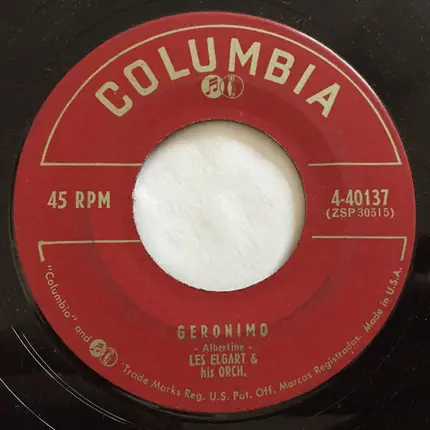 COLUMBIA
45 RPM
4-40137
(ZSP 30515)
GERONIMO
- Albertine -
LES ELGART &
his ORCH.
"Columbia" and Trade Marks Reg. U.S. Pat. Off. Marcas Registradas. Made in U.S.A.